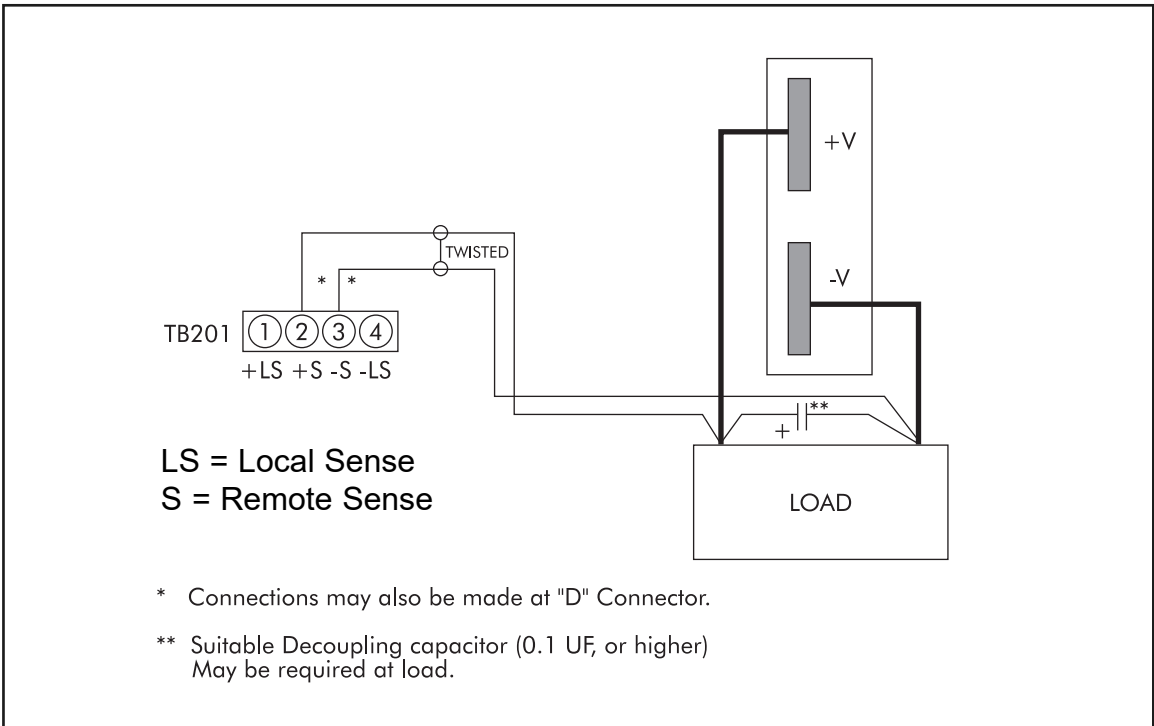 +V
-V
TWISTED
* *
TB201 1 2 3 4
+LS +S -S -LS
**
+
LS = Local Sense
S = Remote Sense
LOAD
* Connections may also be made at "D" Connector.
** Suitable Decoupling capacitor (0.1 UF, or higher)
May be required at load.